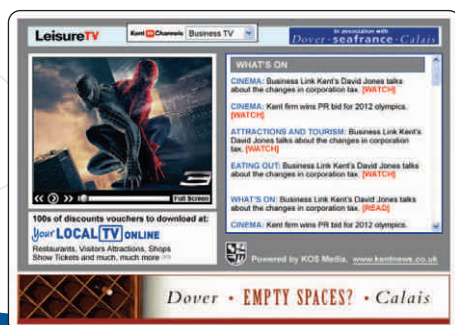 LeisureTV
Kent TV Channels: Business TV
In association with
Dover · seafrance · Calais
WHAT'S ON
CINEMA: Business Link Kent's David Jones talks
about the changes in corporation tax. [WATCH]
CINEMA: Kent firm wins PR bid for 2012 olympics.
[WATCH]
ATTRACTIONS AND TOURISM: Business Link Kent's
David Jones talks about the changes in corporation
tax. [WATCH]
EATING OUT: Business Link Kent's David Jones talks
about the changes in corporation tax. [WATCH]
WHAT'S ON: Business Link Kent's David Jones talks
about the changes in corporation tax. [READ]
CINEMA: Kent firm wins PR bid for 2012 olympics.
3
Full Screen
100s of discounts vouchers to download at:
Your LOCAL TV ONLINE
Restaurants, Visitors Attractions, Shops
Show Tickets and much, much more >>
Powered by KOS Media. www.kentnews.co.uk
Dover · EMPTY SPACES? · Calais